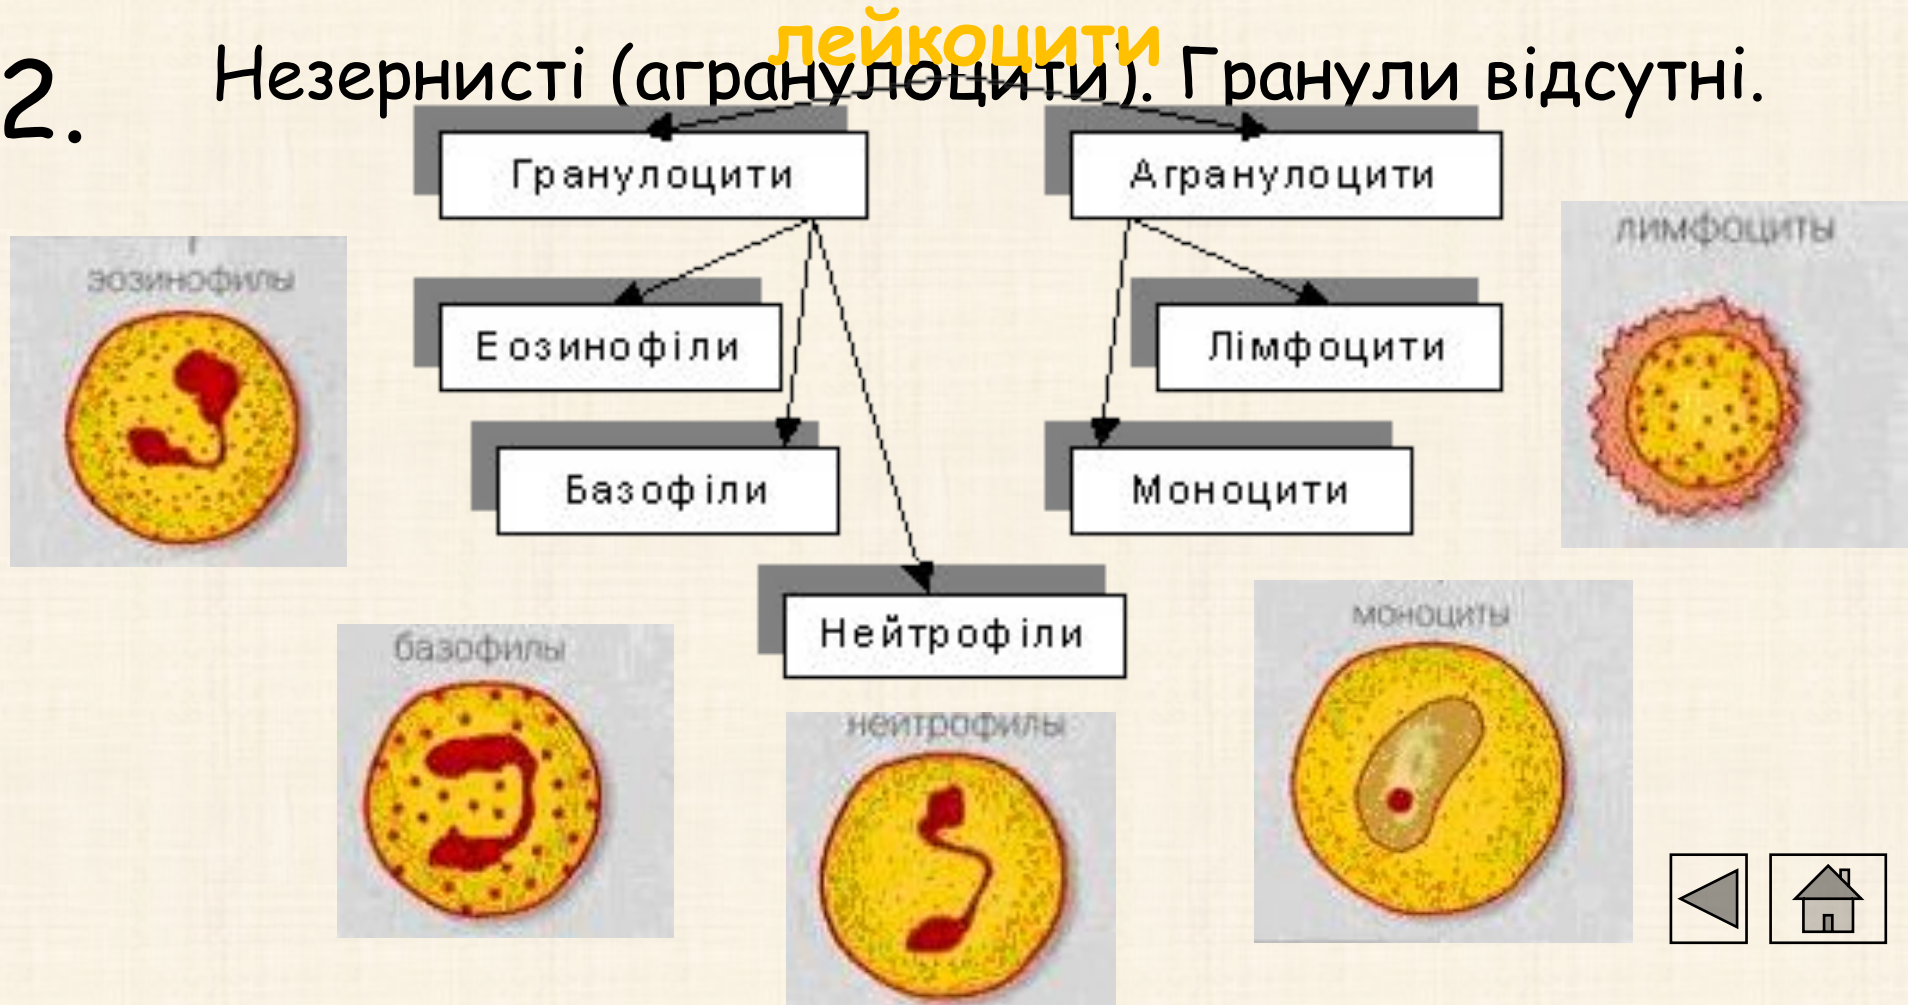 лейкоцити
2. Незернисті (агранулоцити). Гранули відсутні.
Гранулоцити
Агранулоцити
лимфоциты
эозинофилы
Еозинофіли
Лімфоцити
Базофіли
Моноцити
Нейтрофіли
моноциты
базофилы
нейтрофилы